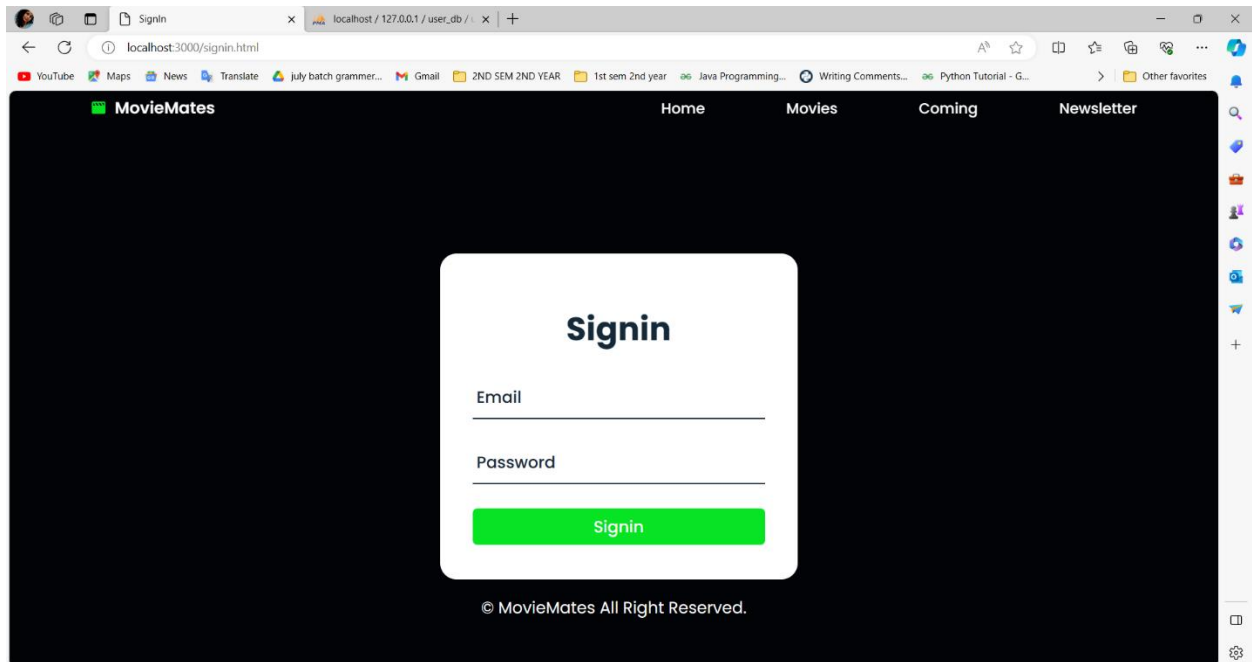 SignIn
localhost / 127.0.0.1 / user_db /
localhost:3000/signin.html
YouTube Maps News Translate july batch grammer... Gmail 2ND SEM 2ND YEAR 1st sem 2nd year Java Programming... Writing Comments... Python Tutorial - G... Other favorites
MovieMates Home Movies Coming Newsletter
Signin
Email
Password
Signin
© MovieMates All Right Reserved.